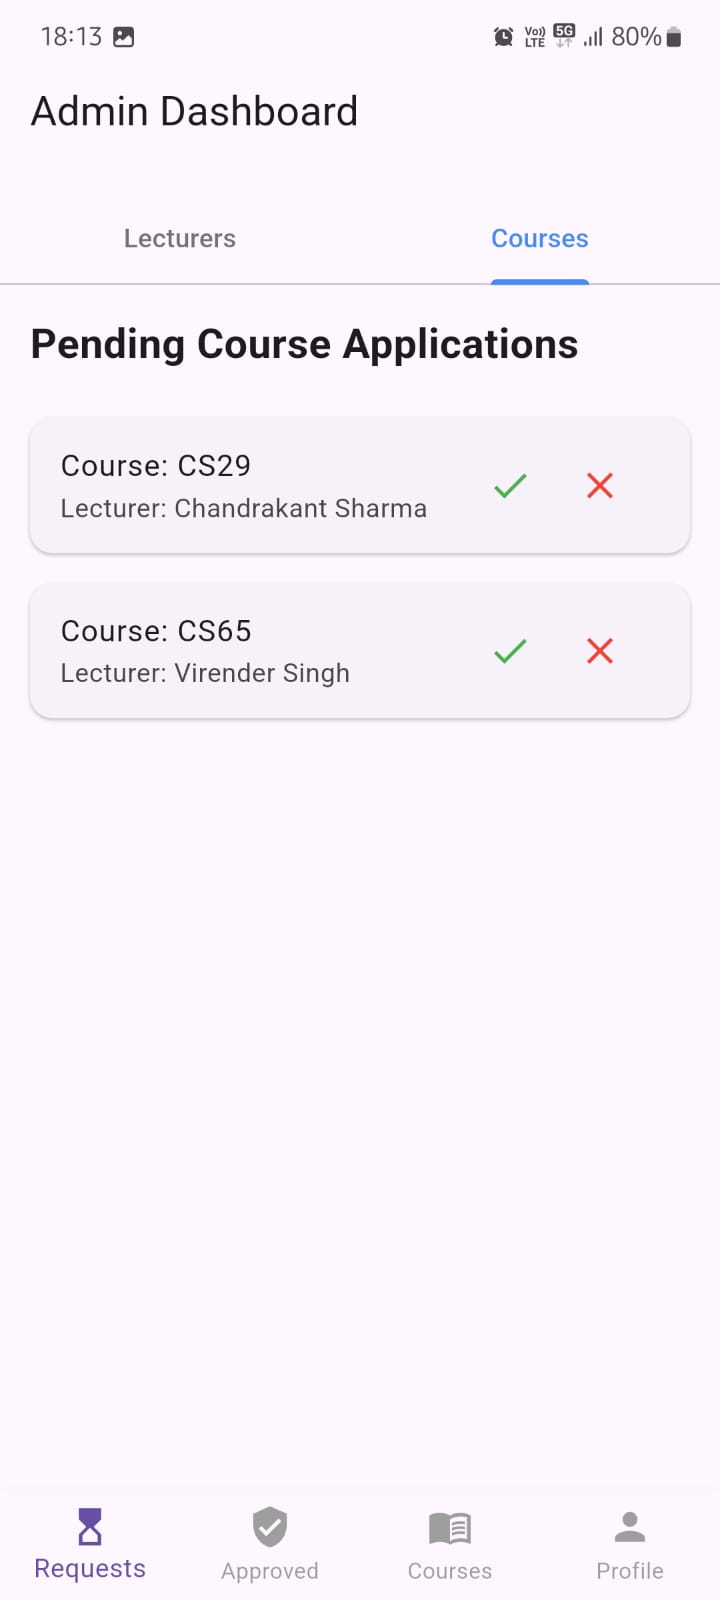 18:13
Vo)) LTE 5G 80%
Admin Dashboard
Lecturers
Courses
Pending Course Applications
Course: CS29
Lecturer: Chandrakant Sharma
Course: CS65
Lecturer: Virender Singh
Requests
Approved
Courses
Profile